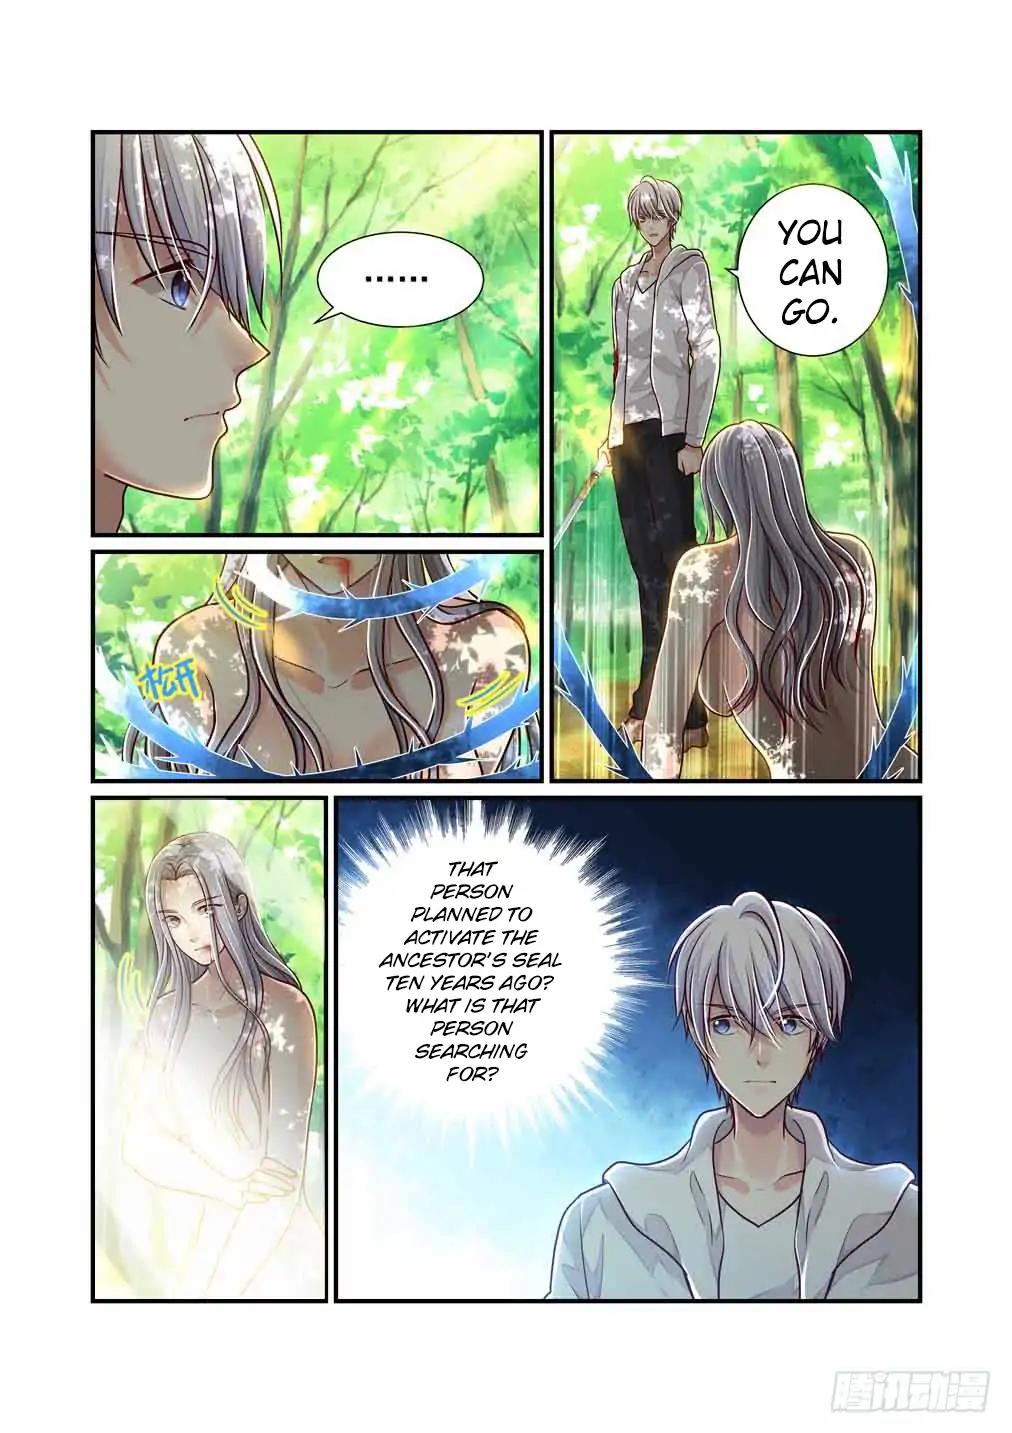 ......
YOU
CAN
GO.
松开
THAT
PERSON
PLANNED TO
ACTIVATE THE
ANCESTOR'S SEAL
TEN YEARS AGO?
WHAT IS THAT
PERSON
SEARCHING
FOR?
腾讯动漫